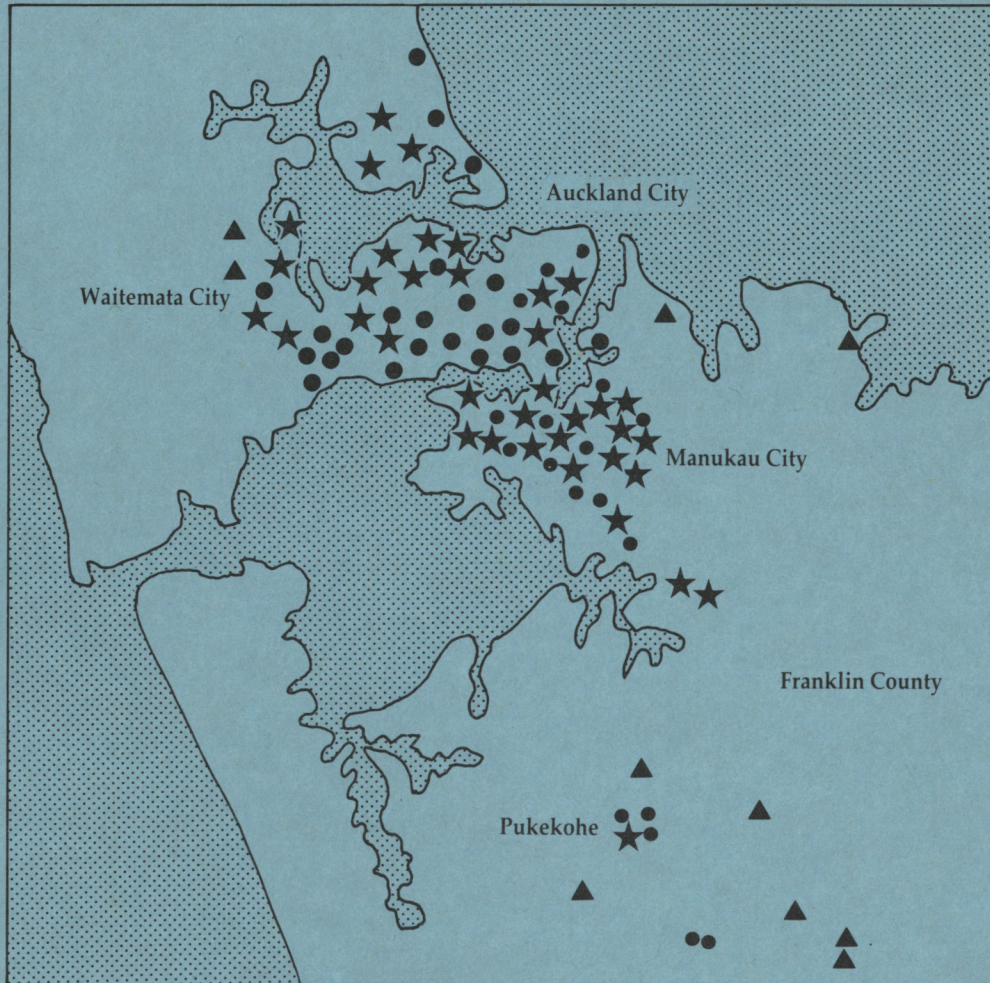 Auckland City
Waitemata City
Manukau City
Franklin County
Pukekohe